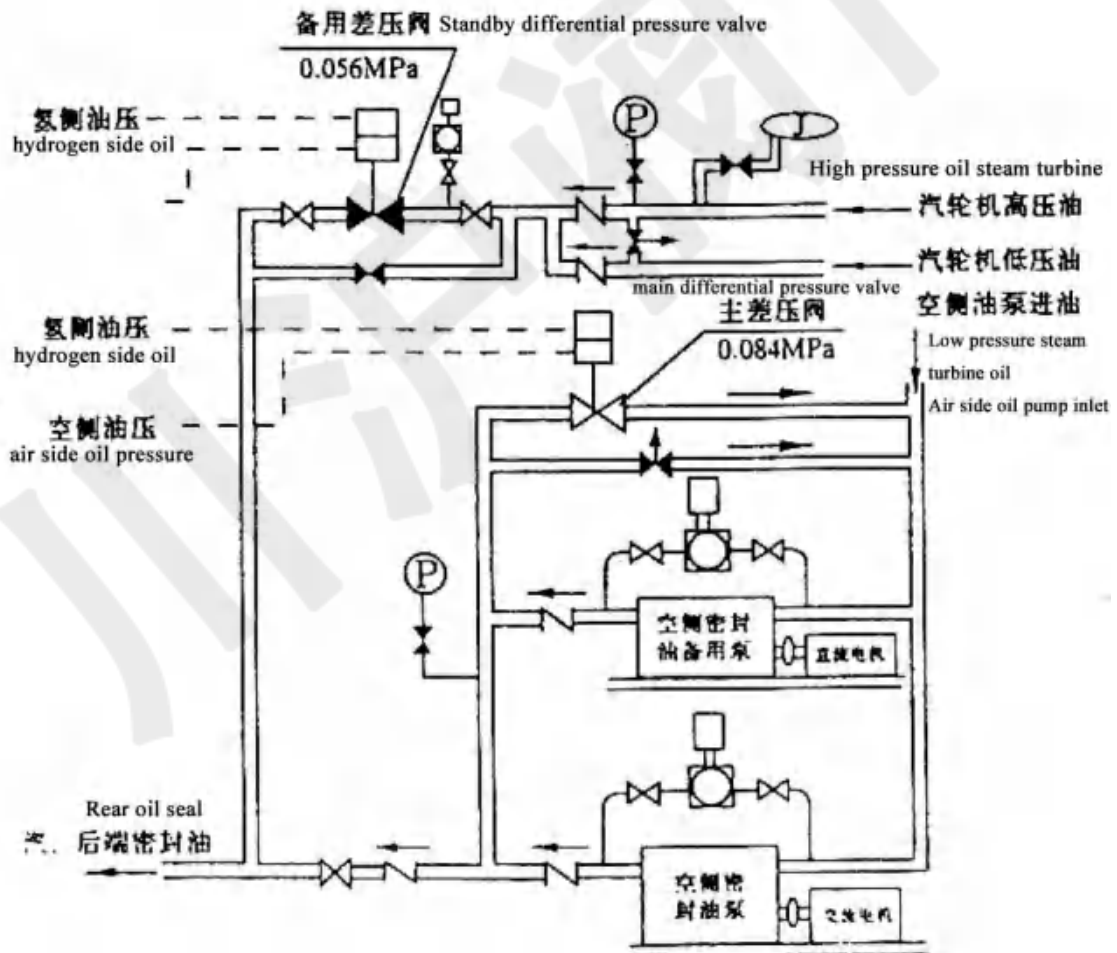 备用差压阀 Standby differential pressure valve
0.056MPa
氢侧油压
hydrogen side oil
P
J
High pressure oil steam turbine
汽轮机高压油
汽轮机低压油
main differential pressure valve
主差压阀
0.084MPa
空侧油泵进油
Low pressure steam
turbine oil
Air side oil pump inlet
氢侧油压
hydrogen side oil
空侧油压
air side oil pressure
P
空侧密封
油备用泵
直流电机
Rear oil seal
后端密封油
空侧密
封油泵
交流电机
川沪阀